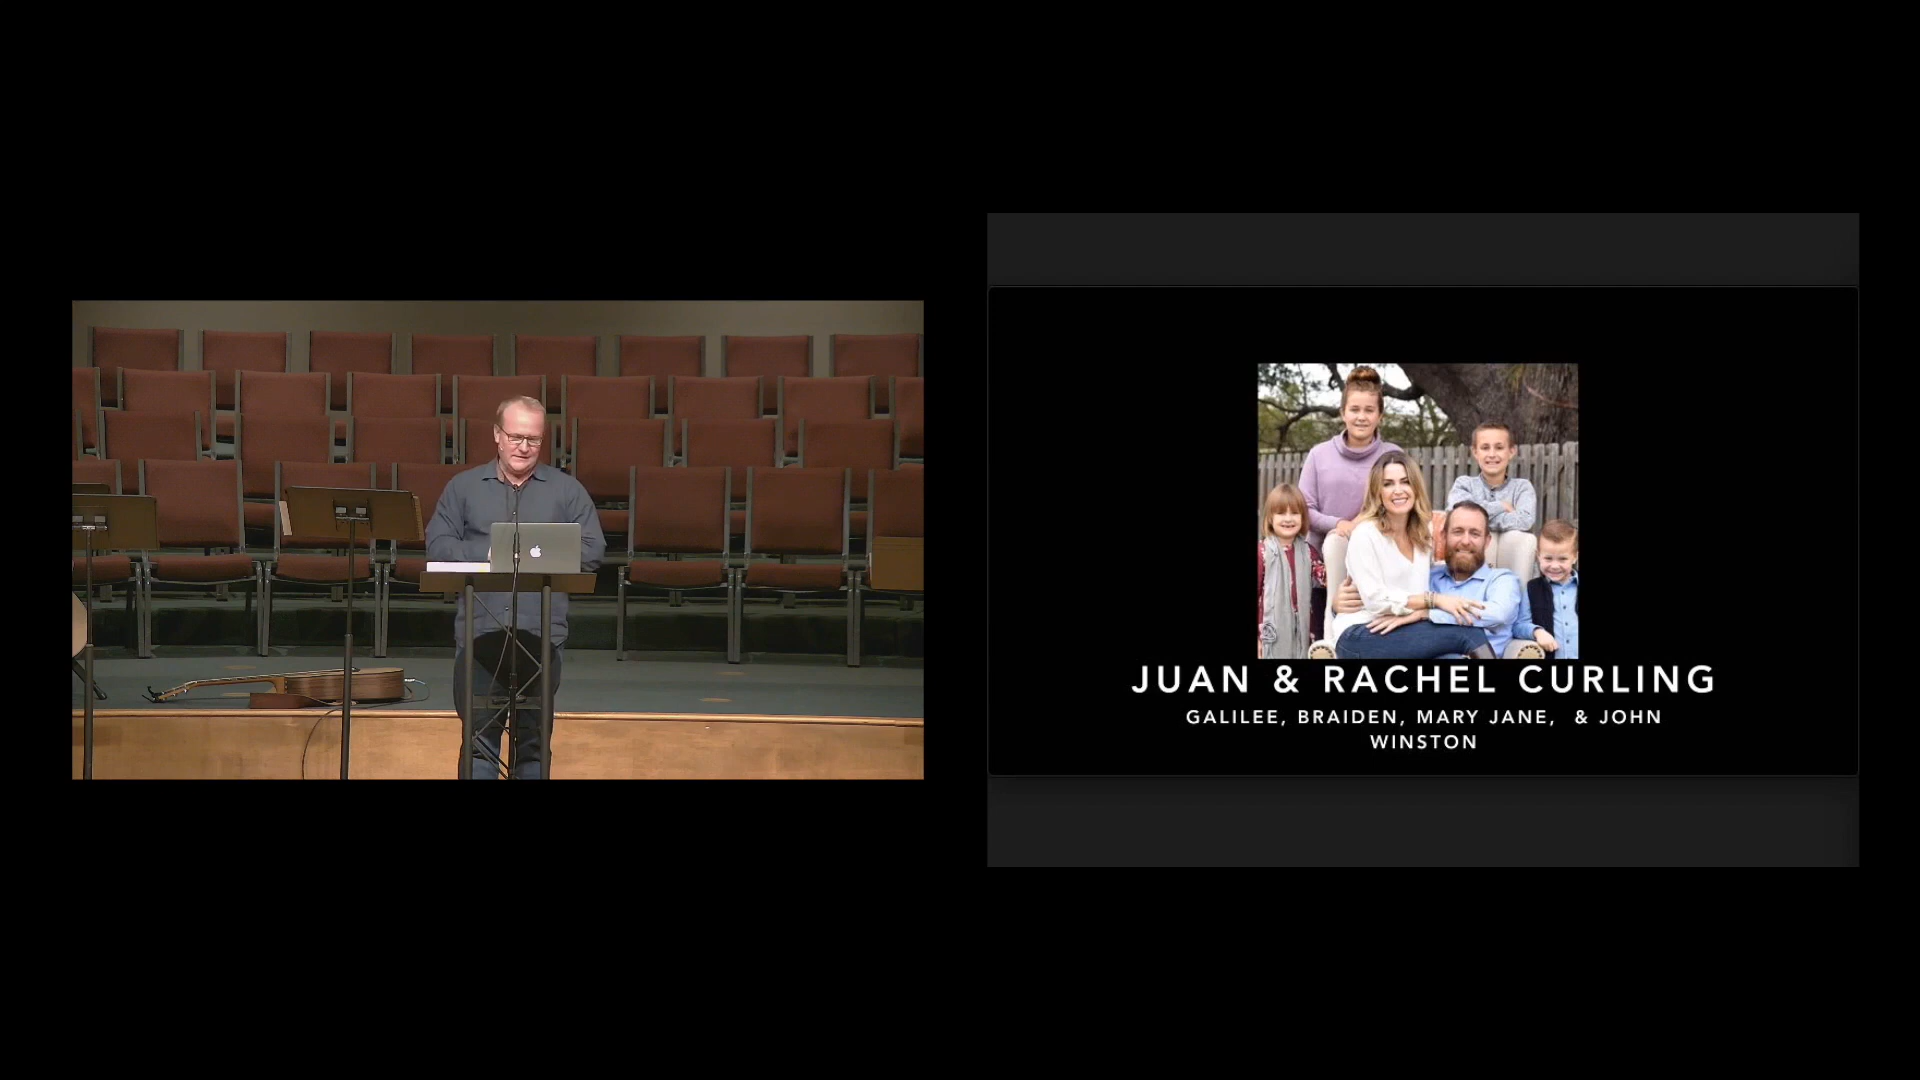 JUAN & RACHEL CURLING
GALILEE, BRAIDEN, MARY JANE, & JOHN
WINSTON